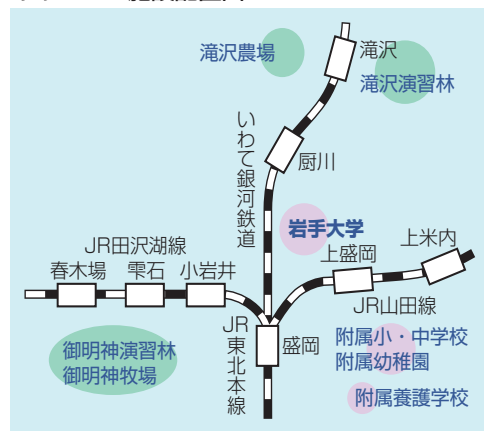 滝沢農場
滝沢
滝沢演習林
いわて銀河鉄道
厨川
岩手大学
上盛岡
上米内
JR田沢湖線
春木場
雫石
小岩井
JR山田線
JR東北本線
盛岡
御明神演習林
御明神牧場
附属小・中学校
附属幼稚園
附属養護学校